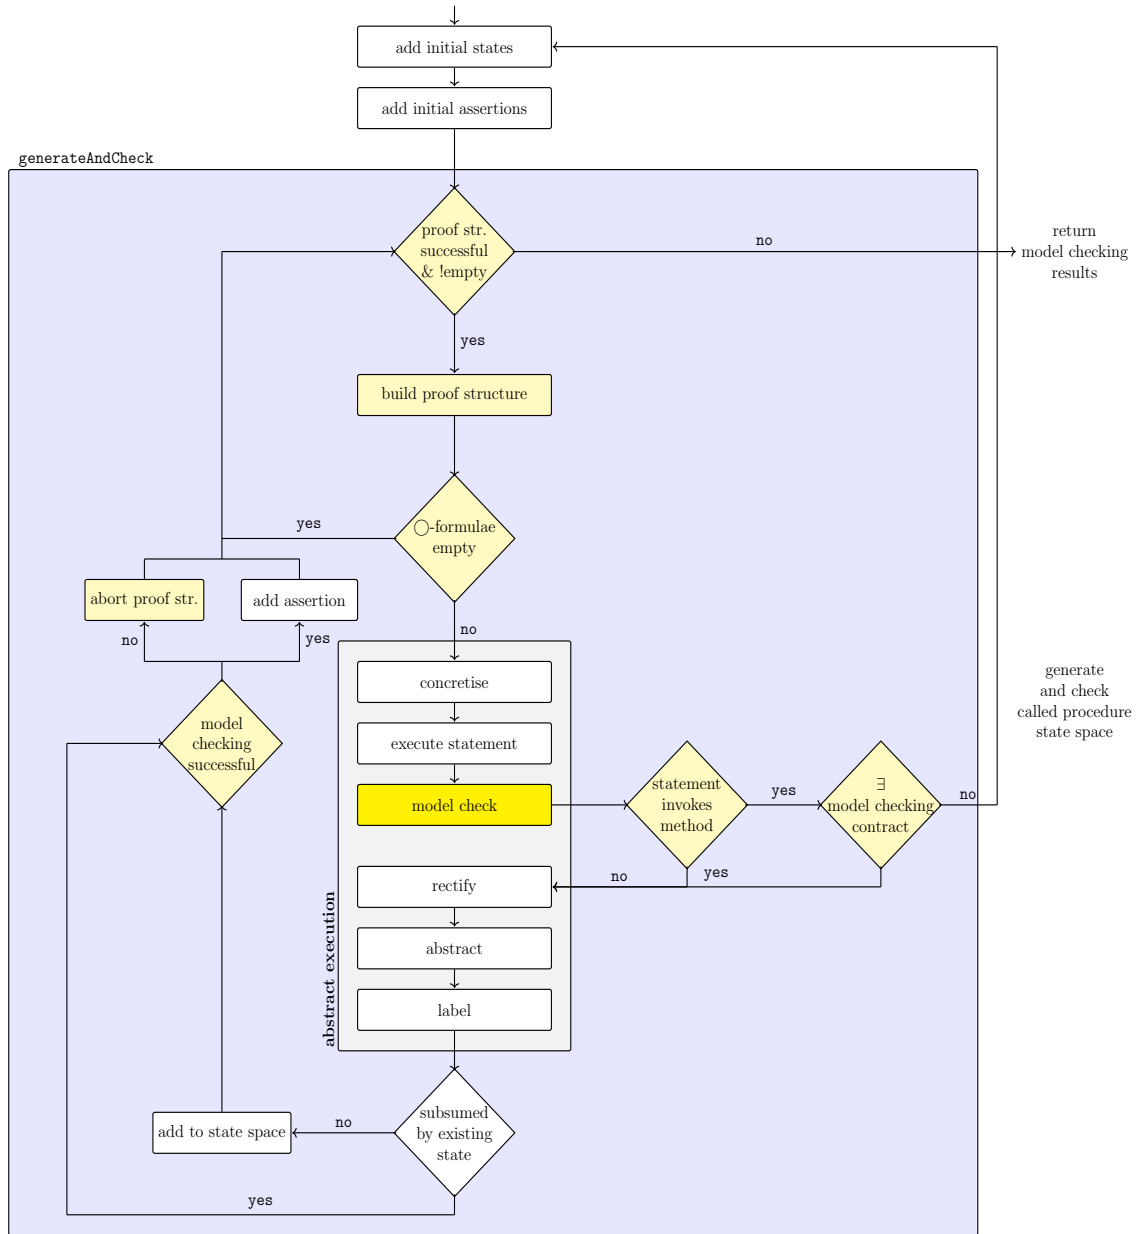 add initial states
add initial assertions
generateAndCheck
proof str.
successful
& !empty
no
return
model checking
results
yes
build proof structure
◯-formulae
empty
yes
abort proof str.
add assertion
no
yes
no
concretise
execute statement
model check
model
checking
successful
statement
invokes
method
yes
∃
model checking
contract
no
generate
and check
called procedure
state space
no
yes
rectify
abstract
label
abstract execution
subsumed
by existing
state
no
add to state space
yes